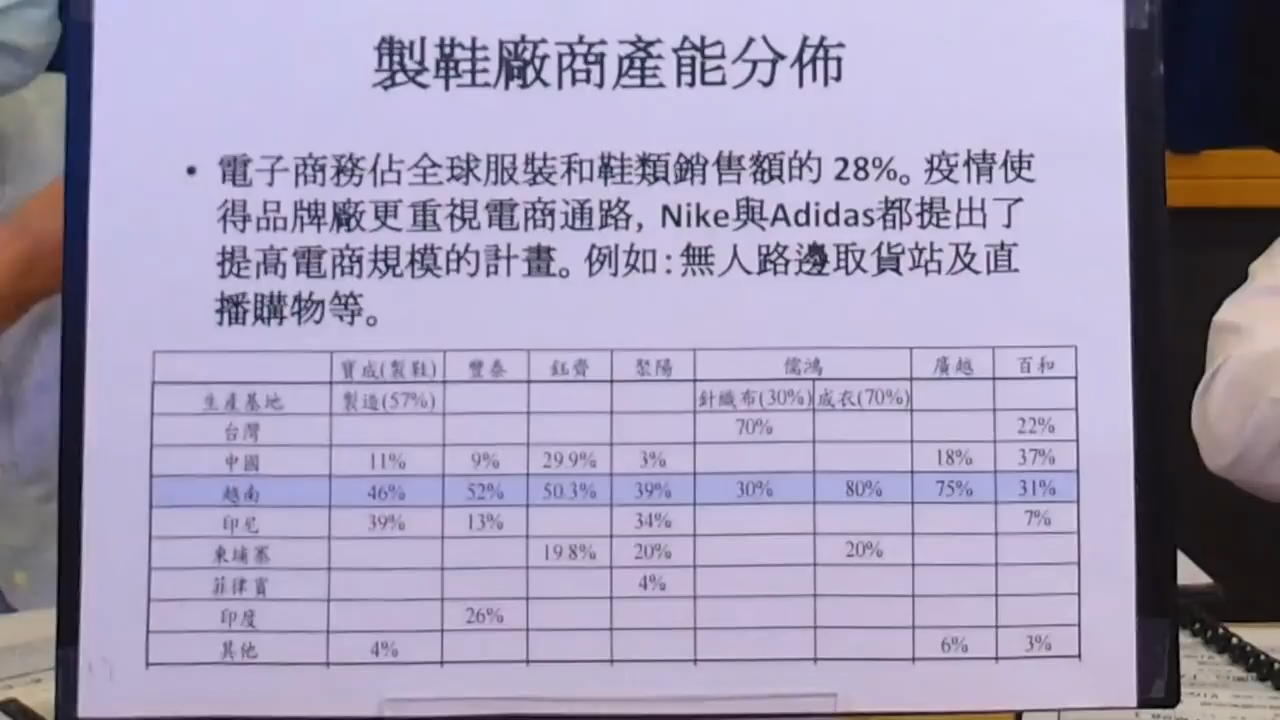 製鞋廠商產能分佈
• 電子商務佔全球服裝和鞋類銷售額的 28%。疫情使
得品牌廠更重視電商通路, Nike與Adidas都提出了
提高電商規模的計畫。例如:無人路邊取貨站及直
播購物等。
寶成(製鞋) 豐泰 鈺齊 聚陽 儒鴻 廣越 百和
生產基地 製造(57%) 針織布(30%) 成衣(70%)
台灣 70% 22%
中國 11% 9% 29.9% 3% 18% 37%
越南 46% 52% 50.3% 39% 30% 80% 75% 31%
印尼 39% 13% 34% 7%
柬埔寨 19.8% 20% 20%
菲律賓 4%
印度 26%
其他 4% 6% 3%